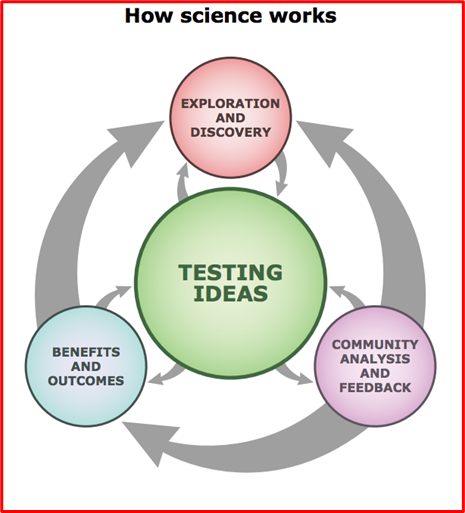 How science works
EXPLORATION
AND
DISCOVERY
TESTING
IDEAS
BENEFITS
AND
OUTCOMES
COMMUNITY
ANALYSIS
AND
FEEDBACK